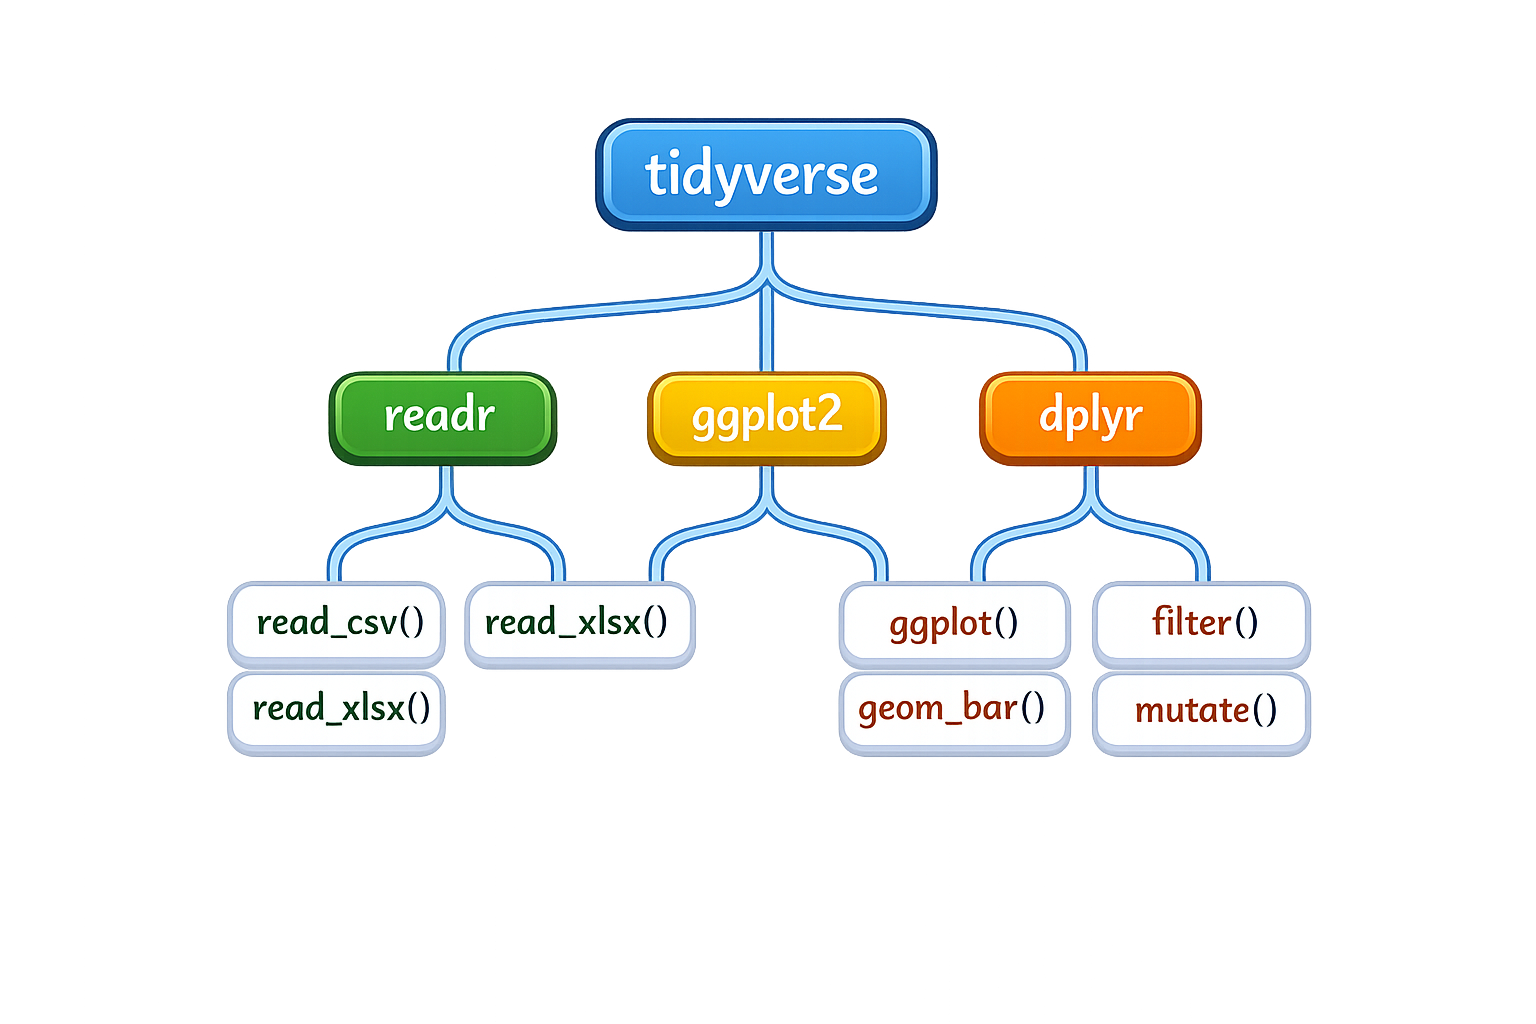 tidyverse
readr
ggplot2
dplyr
read_csv()
read_xlsx()
ggplot()
filter()
read_xlsx()
geom_bar()
mutate()